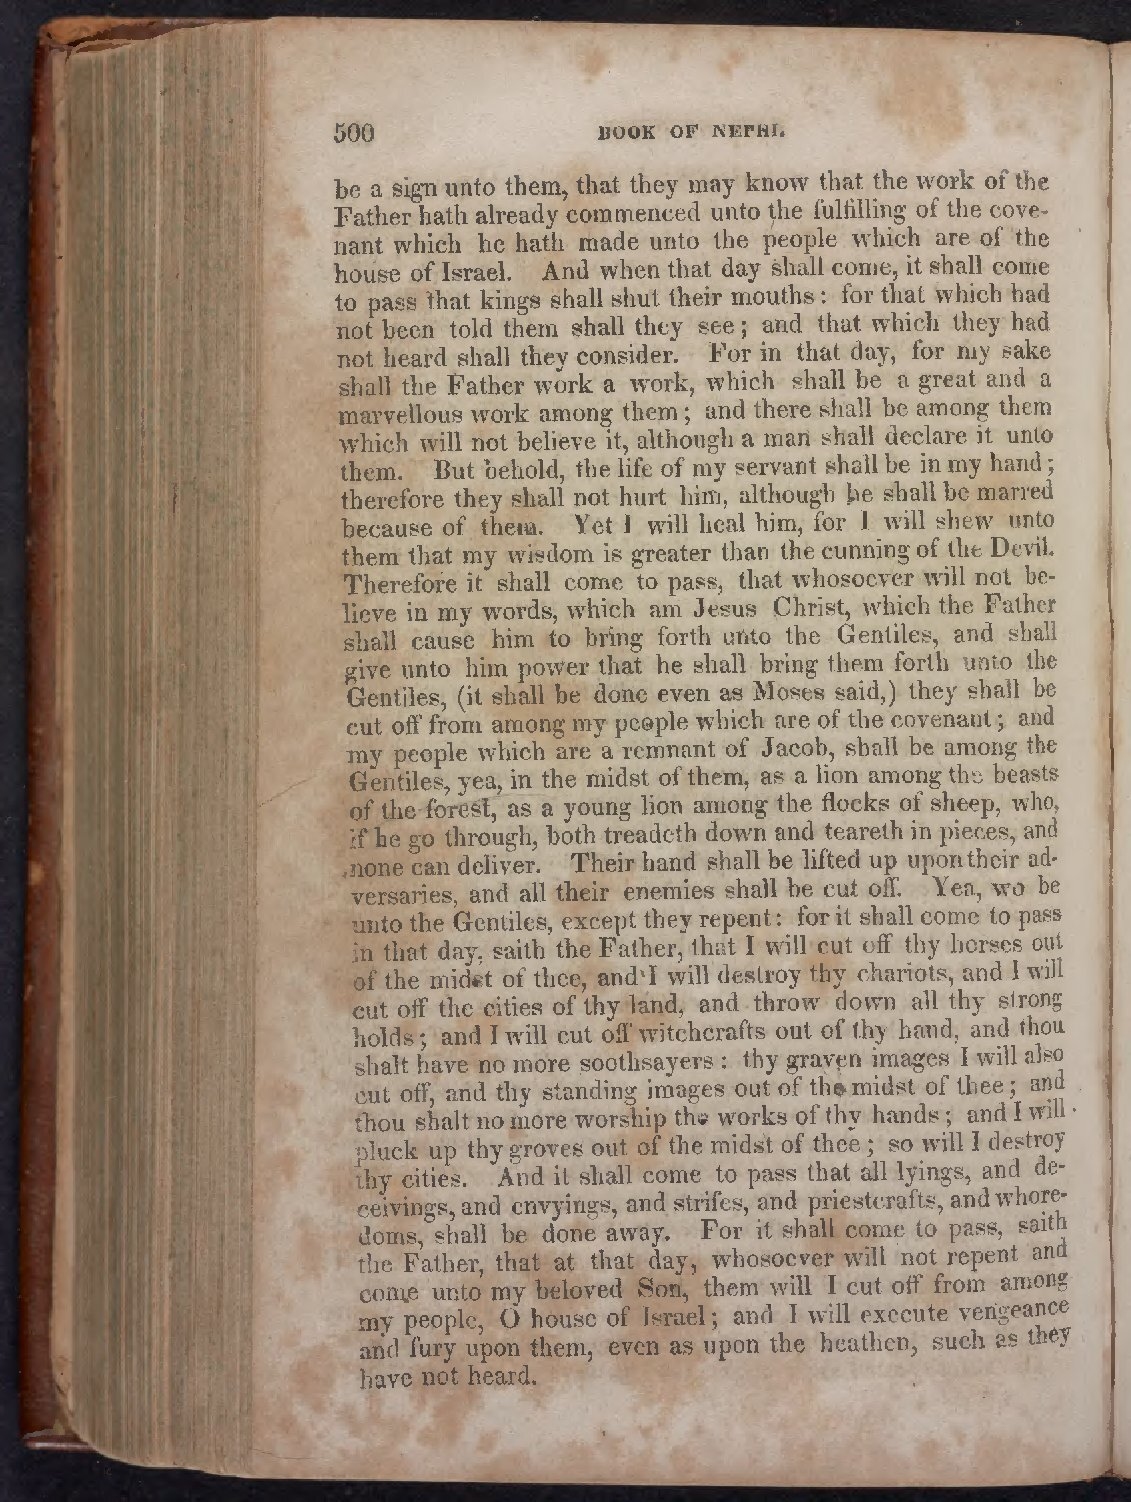 500 BOOK OF NEPHI.
be a sign unto them, that they may know that the work of the
Father hath already commenced unto the fulfilling of the cove-
nant which he hath made unto the people which are of the
house of Israel. And when that day shall come, it shall come
to pass that kings shall shut their mouths: for that which had
not been told them shall they see; and that which they had
not heard shall they consider. For in that day, for my sake
shall the Father work a work, which shall be a great and a
marvellous work among them; and there shall be among them
which will not believe it, although a man shall declare it unto
them. But behold, the life of my servant shall be in my hand;
therefore they shall not hurt him, although he shall be marred
because of them. Yet I will heal him, for I will shew unto
them that my wisdom is greater than the cunning of the Devil.
Therefore it shall come to pass, that whosoever will not be-
lieve in my words, which am Jesus Christ, which the Father
shall cause him to bring forth unto the Gentiles, and shall
give unto him power that he shall bring them forth unto the
Gentiles, (it shall be done even as Moses said,) they shall be
cut off from among my people which are of the covenant; and
my people which are a remnant of Jacob, shall be among the
Gentiles, yea, in the midst of them, as a lion among the beasts
of the forest, as a young lion among the flocks of sheep, who,
if he go through, both treadeth down and teareth in pieces, and
none can deliver. Their hand shall be lifted up upon their ad-
versaries, and all their enemies shall be cut off. Yea, wo be
unto the Gentiles, except they repent: for it shall come to pass
in that day, saith the Father, that I will cut off thy horses out
of the midst of thee, and I will destroy thy chariots, and I will
cut off the cities of thy land, and throw down all thy strong
holds; and I will cut off witchcrafts out of thy hand, and thou
shalt have no more soothsayers: thy graven images I will also
cut off, and thy standing images out of the midst of thee; and
thou shalt no more worship the works of thy hands; and I will
pluck up thy groves out of the midst of thee; so will I destroy
thy cities. And it shall come to pass that all lyings, and de-
ceivings, and envyings, and strifes, and priestcrafts, and whore-
doms, shall be done away. For it shall come to pass, saith
the Father, that at that day, whosoever will not repent and
come unto my beloved Son, them will I cut off from among
my people, O house of Israel; and I will execute vengeance
and fury upon them, even as upon the heathen, such as they
have not heard.